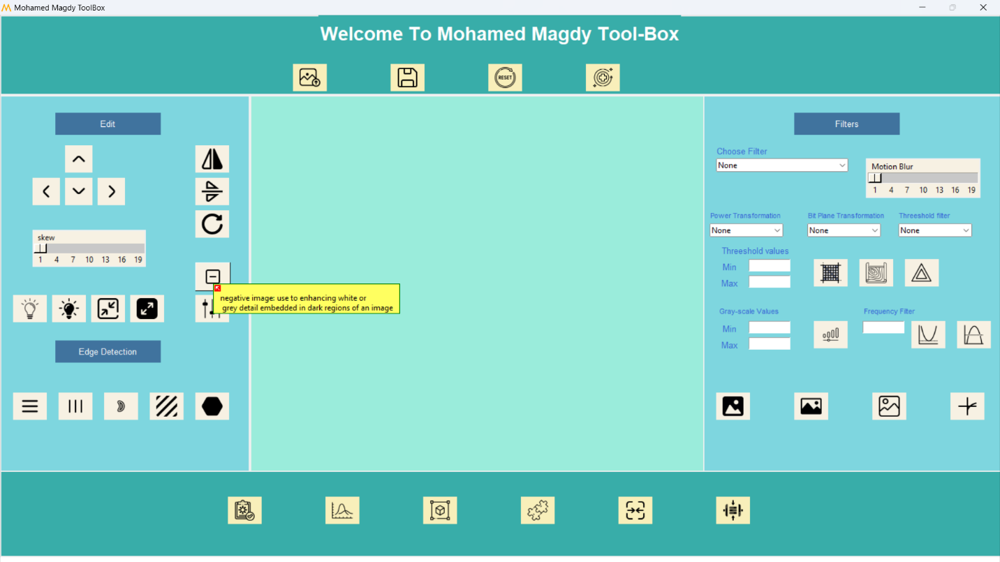 Mohamed Magdy ToolBox
Welcome To Mohamed Magdy Tool-Box
RESET
Edit
Filters
Choose Filter
None
Motion Blur
1 4 7 10 13 16 19
Power Transformation
Bit Plane Transformation
Threeshold filter
None
None
None
skew
1 4 7 10 13 16 19
Threeshold values
Min
Max
negative image: use to enhancing white or
grey detail embedded in dark regions of an image
Gray-scale Values
Frequency Filter
Min
Max
Edge Detection